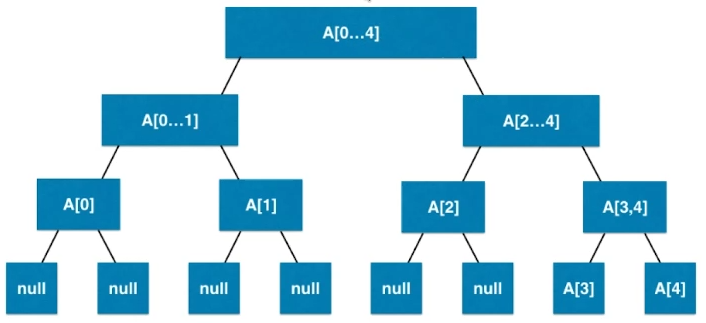 A[0...4]
A[0...1]
A[2...4]
A[0]
A[1]
A[2]
A[3,4]
null
null
null
null
null
null
A[3]
A[4]